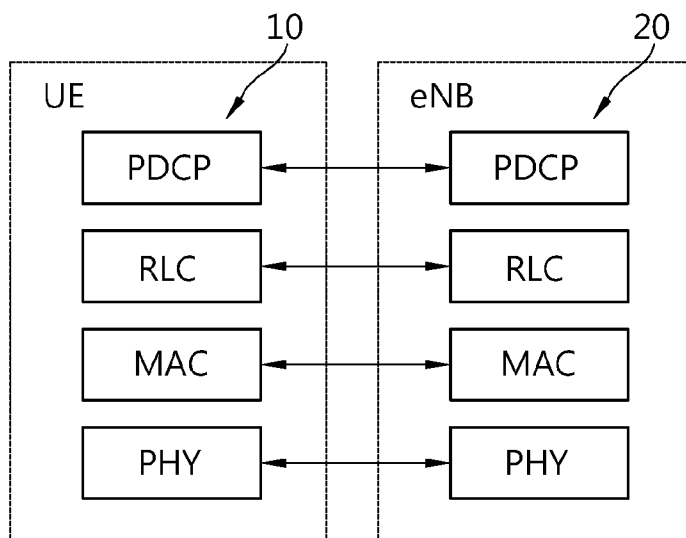 10 20
UE eNB
PDCP PDCP
RLC RLC
MAC MAC
PHY PHY